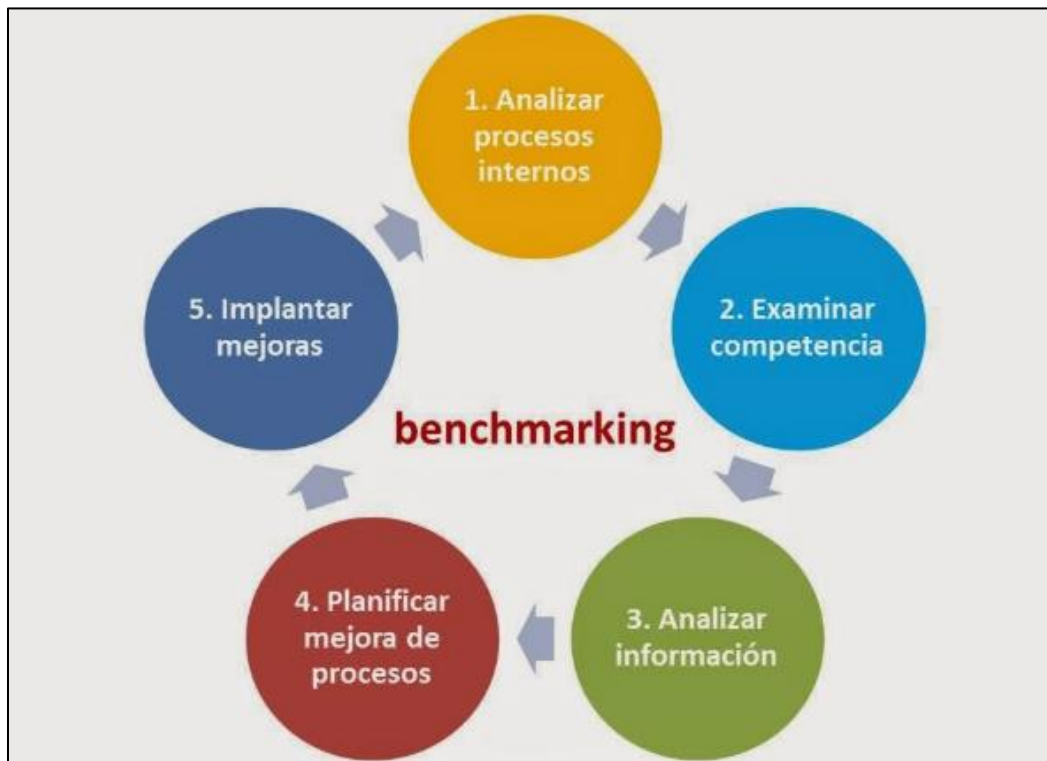 1. Analizar
procesos
internos
2. Examinar
competencia
3. Analizar
información
4. Planificar
mejora de
procesos
5. Implantar
mejoras
benchmarking